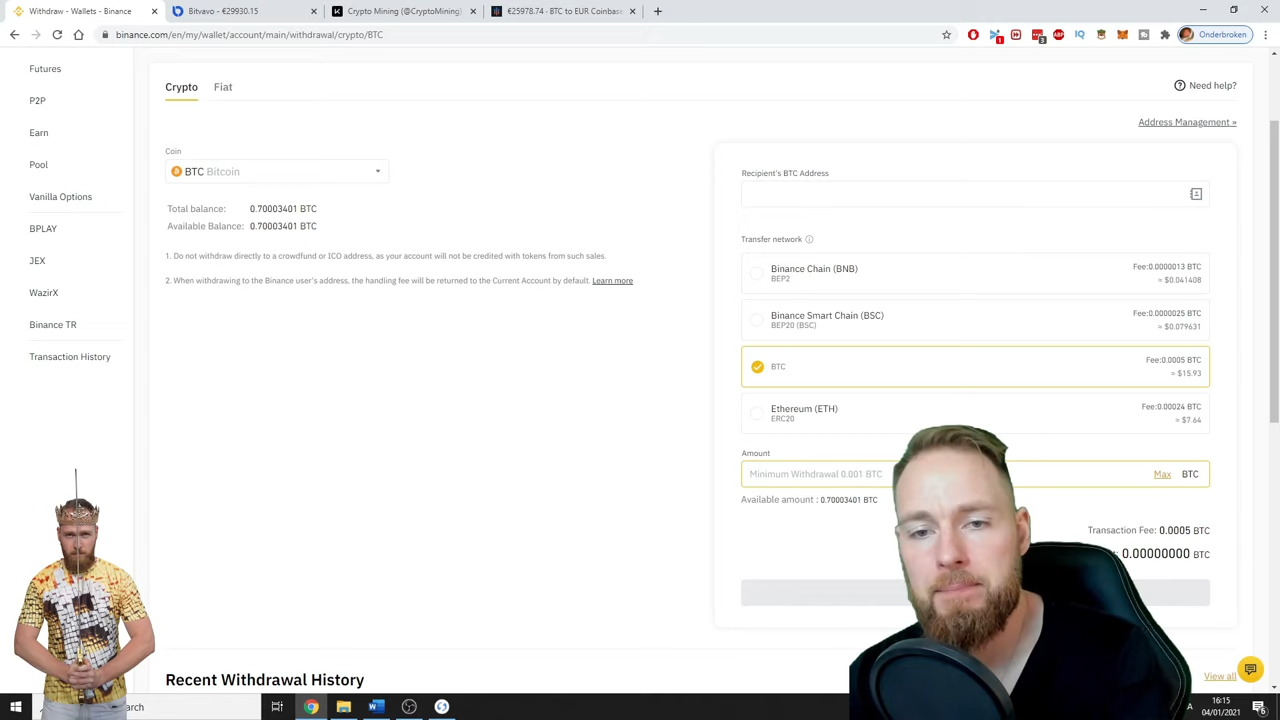 Withdrawal - Wallets - Binance
Bitvavo - €29930.15
Crypto Mining (@CryptoMining)
€25978.74 - BTC to EUR Coinbase
binance.com/en/my/wallet/account/main/withdrawal/crypto/BTC
1
3
ABP
IQ
Onderbroken
Futures
P2P
Earn
Pool
Vanilla Options
BPLAY
JEX
WazirX
Binance TR
Transaction History
Crypto Fiat
Need help?
Address Management »
Coin
BTC Bitcoin
Total balance: 0.70003401 BTC
Available Balance: 0.70003401 BTC
1. Do not withdraw directly to a crowdfund or ICO address, as your account will not be credited with tokens from such sales.
2. When withdrawing to the Binance user's address, the handling fee will be returned to the Current Account by default. Learn more
Recipient's BTC Address
Transfer network
Binance Chain (BNB)
BEP2
Fee:0.0000013 BTC
≈ $0.041408
Binance Smart Chain (BSC)
BEP20 (BSC)
Fee:0.0000025 BTC
≈ $0.079631
BTC
Fee:0.0005 BTC
≈ $15.93
Ethereum (ETH)
ERC20
Fee:0.00024 BTC
≈ $7.64
Amount
Minimum Withdrawal 0.001 BTC
Max BTC
Available amount : 0.70003401 BTC
Transaction Fee: 0.0005 BTC
0.00000000 BTC
Recent Withdrawal History
View all
16:15
04/01/2021
6